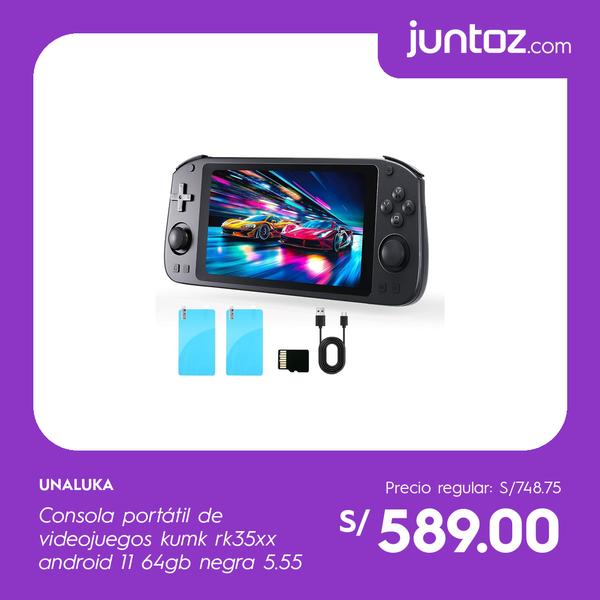 juntoz.com
UNALUKA
Consola portátil de
videojuegos kumk rk35xx
android 11 64gb negra 5.55
Precio regular: S/748.75
S/ 589.00